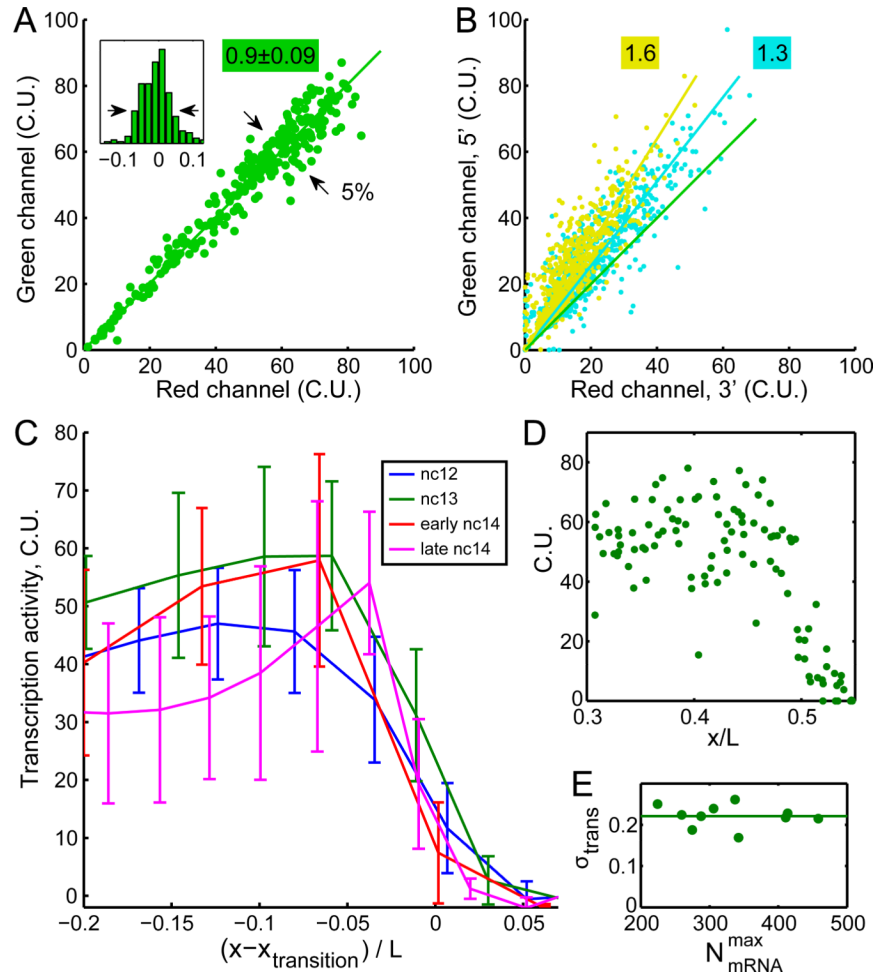 A
100
80
60
40
20
0
Green channel (C.U.)
0.9±0.09
−0.1 0 0.1
5%
0 20 40 60 80 100
Red channel (C.U.)
B
100
80
60
40
20
0
Green channel, 5’ (C.U.)
1.6
1.3
0 20 40 60 80 100
Red channel, 3’ (C.U.)
C
80
70
60
50
40
30
20
10
0
Transcription activity, C.U.
nc12
nc13
early nc14
late nc14
−0.2 −0.15 −0.1 −0.05 0 0.05
(x−x_transition) / L
D
80
60
40
20
0
C.U.
0.3 0.4 0.5
x/L
E
0.2
0.1
0
σ_trans
200 300 400 500
N^max_mRNA